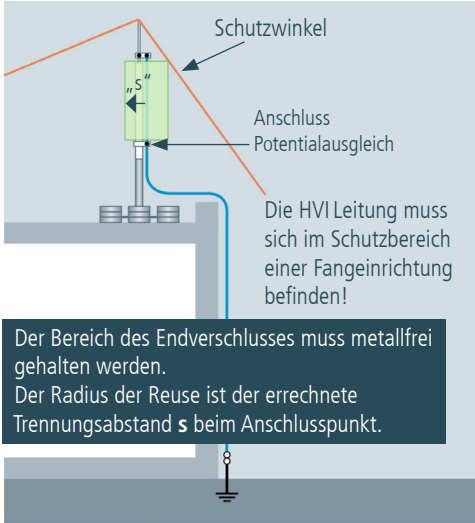 Schutzwinkel
„s“
Anschluss
Potentialausgleich
Die HVI Leitung muss
sich im Schutzbereich
einer Fangeinrichtung
befinden!
Der Bereich des Endverschlusses muss metallfrei
gehalten werden.
Der Radius der Reuse ist der errechnete
Trennungsabstand s beim Anschlusspunkt.